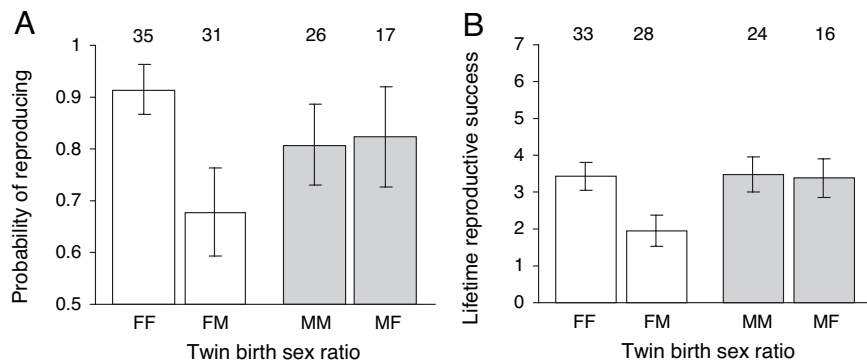 A
35 31 26 17
Probability of reproducing
1
0.9
0.8
0.7
0.6
0.5
FF FM MM MF
Twin birth sex ratio
B
33 28 24 16
Lifetime reproductive success
7
6
5
4
3
2
1
0
FF FM MM MF
Twin birth sex ratio